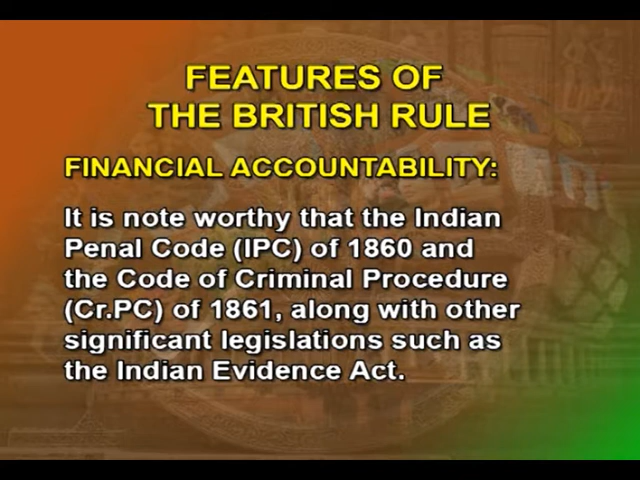 FEATURES OF
THE BRITISH RULE
FINANCIAL ACCOUNTABILITY:
It is note worthy that the Indian
Penal Code (IPC) of 1860 and
the Code of Criminal Procedure
(Cr.PC) of 1861, along with other
significant legislations such as
the Indian Evidence Act.